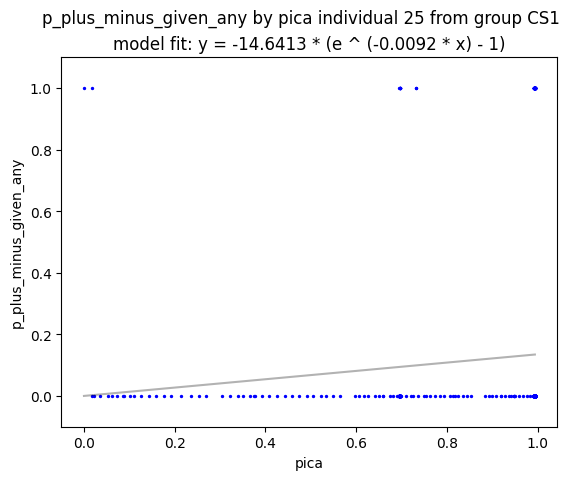 p_plus_minus_given_any by pica individual 25 from group CS1
model fit: y = -14.6413 * (e ^ (-0.0092 * x) - 1)
1.0
0.8
0.6
0.4
0.2
0.0
p_plus_minus_given_any
0.0 0.2 0.4 0.6 0.8 1.0
pica